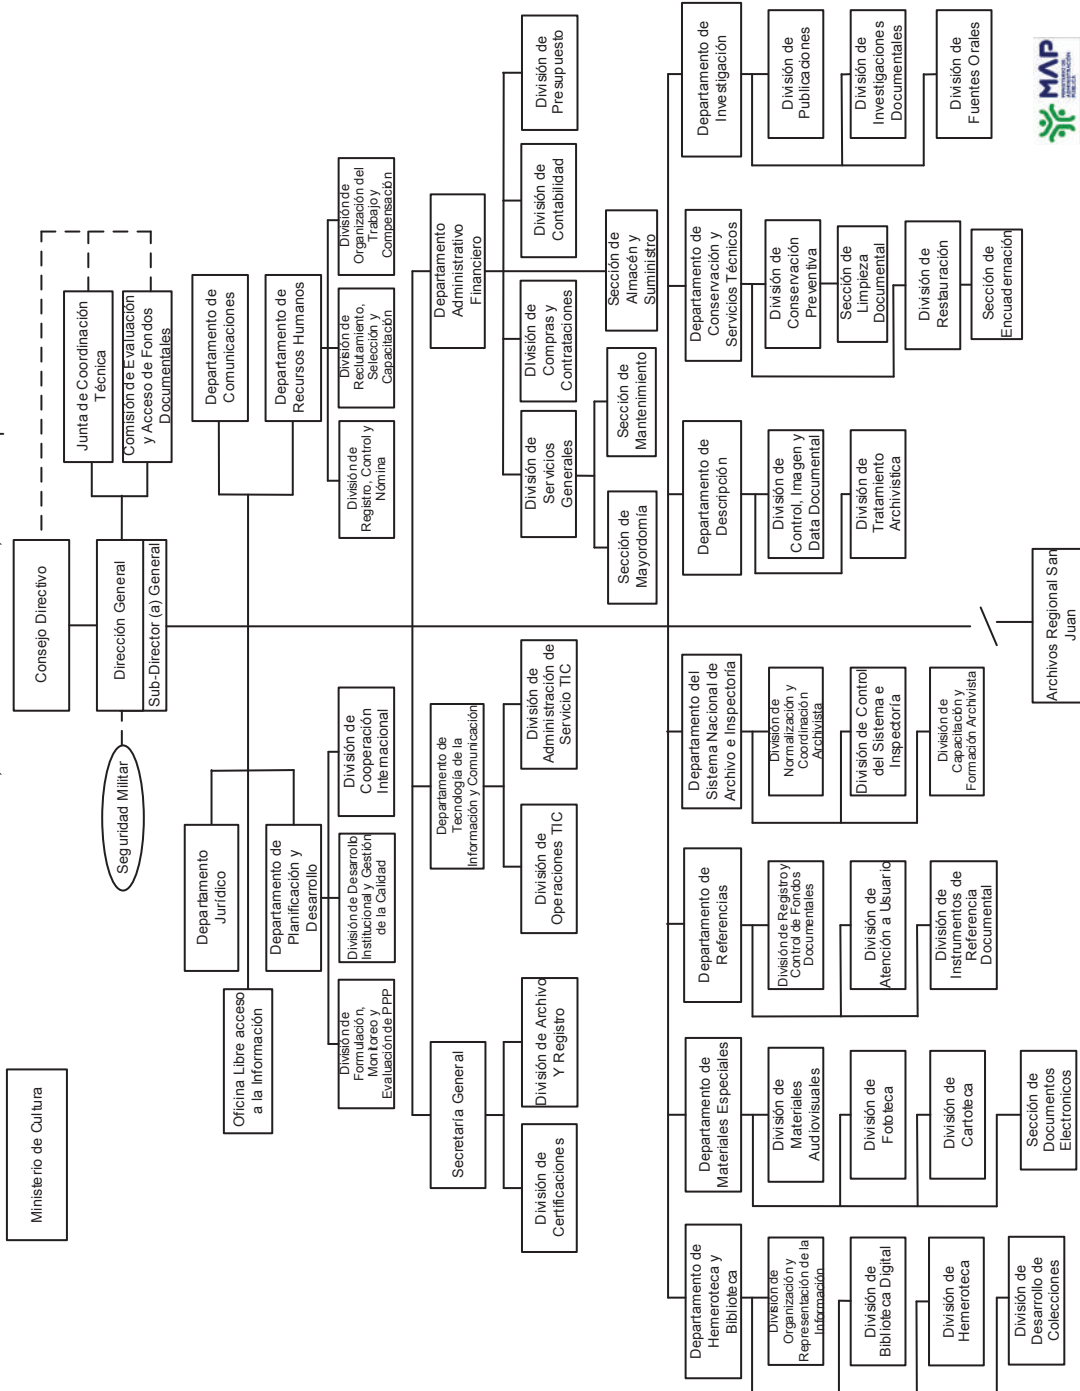 Ministerio de Cultura
Consejo Directivo
Dirección General
Sub-Director (a) General
Seguridad Militar
Junta de Coordinación
Técnica
Comisión de Evaluación
y Acceso de Fondos
Documentales
Oficina Libre acceso
a la Información
Departamento
Jurídico
Departamento de
Planificación y
Desarrollo
Departamento de
Comunicaciones
Departamento de
Recursos Humanos
División de
Formulación,
Monitoreo y
Evaluación de PPP
División de Desarrollo
Institucional y Gestión
de la Calidad
División de
Cooperación
Internacional
División de
Registro, Control y
Nómina
División de
Reclutamiento,
Selección y
Capacitación
División de
Organización del
Trabajo y
Compensación
Secretaría General
Departamento de
Tecnología de la
Información y Comunicación
Departamento
Administrativo
Financiero
División de
Certificaciones
División de Archivo
Y Registro
División de
Operaciones TIC
División de
Administración de
Servicio TIC
División de
Servicios
Generales
División de
Compras y
Contrataciones
División de
Contabilidad
División de
Presupuesto
Sección de
Mayordomía
Sección de
Mantenimiento
Sección de
Almacén y
Suministro
Departamento de
Hemeroteca y
Biblioteca
Departamento de
Materiales Especiales
Departamento de
Referencias
Departamento del
Sistema Nacional de
Archivo e Inspectoría
Departamento de
Descripción
Departamento de
Conservación y
Servicios Técnicos
Departamento de
Investigación
División de
Organización y
Representación de la
Información
División de
Biblioteca Digital
División de
Hemeroteca
División de
Desarrollo de
Colecciones
División de
Materiales
Audiovisuales
División de
Fototeca
División de
Cartoteca
Sección de
Documentos
Electronicos
División de Registro y
Control de Fondos
Documentales
División de
Atención a Usuario
División de
Instrumentos de
Referencia
Documental
División de
Normalización y
Coordinación
Archivista
División de Control
del Sistema e
Inspectoría
División de
Capacitación y
Formación Archivista
División de
Control, Imagen y
Data Documental
División de
Tratamiento
Archivistica
División de
Conservación
Preventiva
Sección de
Limpieza
Documental
División de
Restauración
Sección de
Encuadernación
División de
Publicaciones
División de
Investigaciones
Documentales
División de
Fuentes Orales
Archivos Regional San
Juan
MAP
MINISTERIO DE
ADMINISTRACIÓN
PÚBLICA